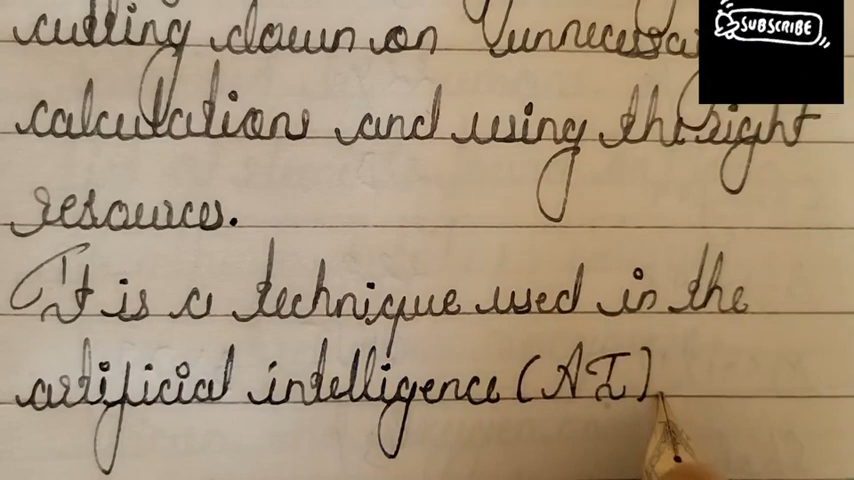 cutting down on unnecessa
SUBSCRIBE
calculations and using the right
resources.
It is a technique used in the
artificial intelligence (AI)